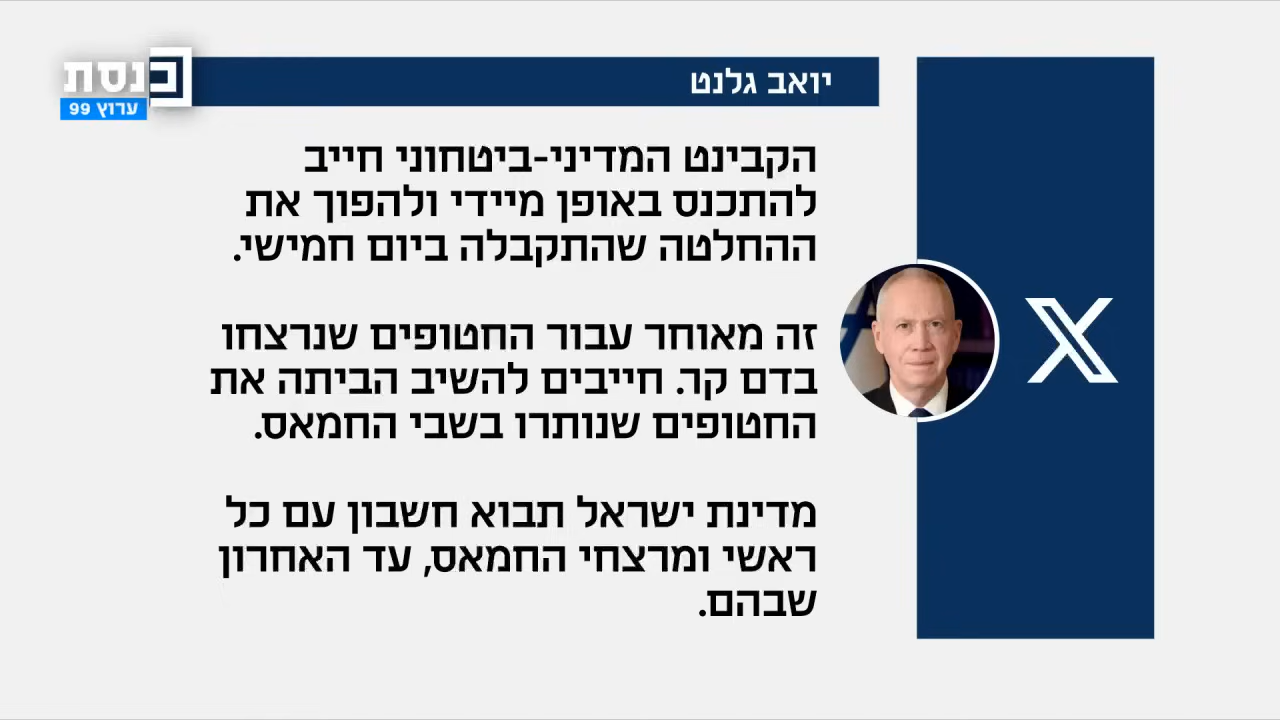 כנסת
ערוץ 99
יואב גלנט
הקבינט המדיני-ביטחוני חייב
להתכנס באופן מיידי ולהפוך את
ההחלטה שהתקבלה ביום חמישי.
זה מאוחר עבור החטופים שנרצחו
בדם קר. חייבים להשיב הביתה את
החטופים שנותרו בשבי החמאס.
מדינת ישראל תבוא חשבון עם כל
ראשי ומרצחי החמאס, עד האחרון
שבהם.